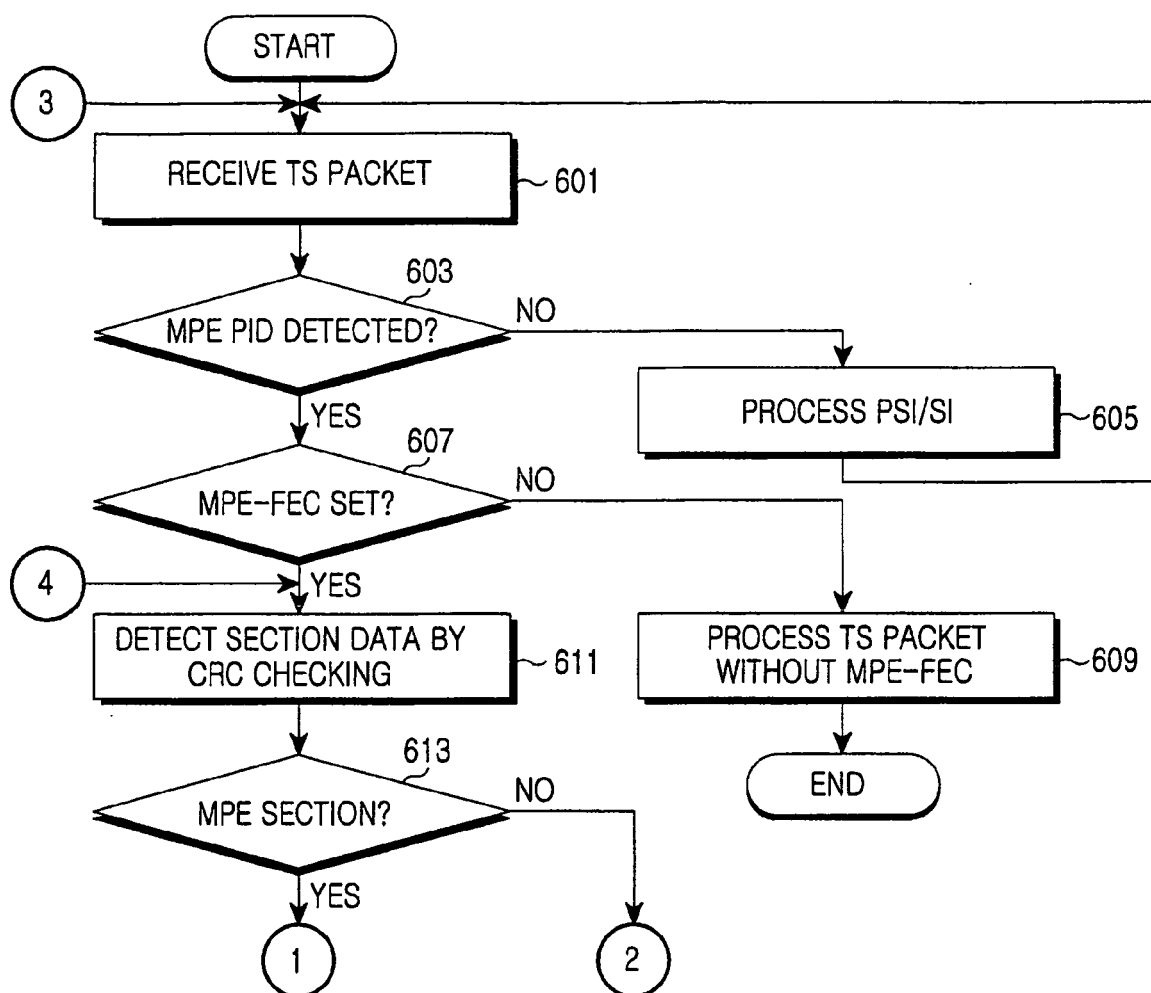 START
3
RECEIVE TS PACKET
601
603
MPE PID DETECTED?
NO
YES
PROCESS PSI/SI
605
607
MPE-FEC SET?
NO
YES
4
DETECT SECTION DATA BY
CRC CHECKING
611
PROCESS TS PACKET
WITHOUT MPE-FEC
609
613
MPE SECTION?
NO
YES
END
1
2